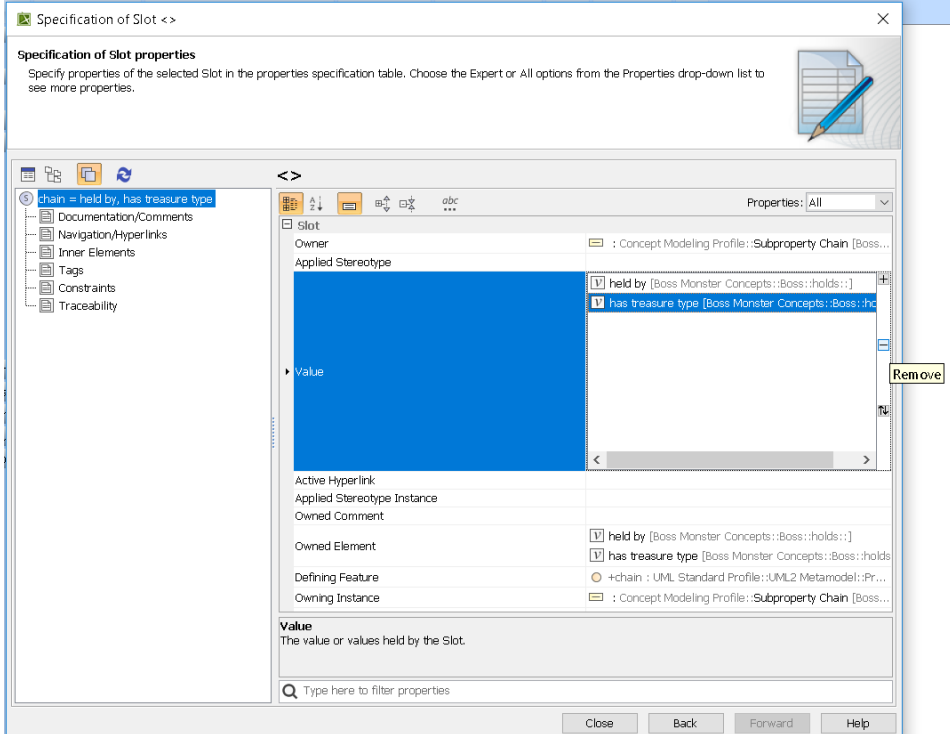 Specification of Slot <>
Specification of Slot properties
Specify properties of the selected Slot in the properties specification table. Choose the Expert or All options from the Properties drop-down list to
see more properties.
<>
chain = held by, has treasure type
Documentation/Comments
Navigation/Hyperlinks
Inner Elements
Tags
Constraints
Traceability
abc
Properties: All
Slot
Owner : Concept Modeling Profile::Subproperty Chain [Boss...
Applied Stereotype
Value
held by [Boss Monster Concepts::Boss::holds::]
has treasure type [Boss Monster Concepts::Boss::ho
Remove
Active Hyperlink
Applied Stereotype Instance
Owned Comment
Owned Element
held by [Boss Monster Concepts::Boss::holds::]
has treasure type [Boss Monster Concepts::Boss::holds
Defining Feature +chain : UML Standard Profile::UML2 Metamodel::Pr...
Owning Instance : Concept Modeling Profile::Subproperty Chain [Boss...
Value
The value or values held by the Slot.
Type here to filter properties
Close Back Forward Help